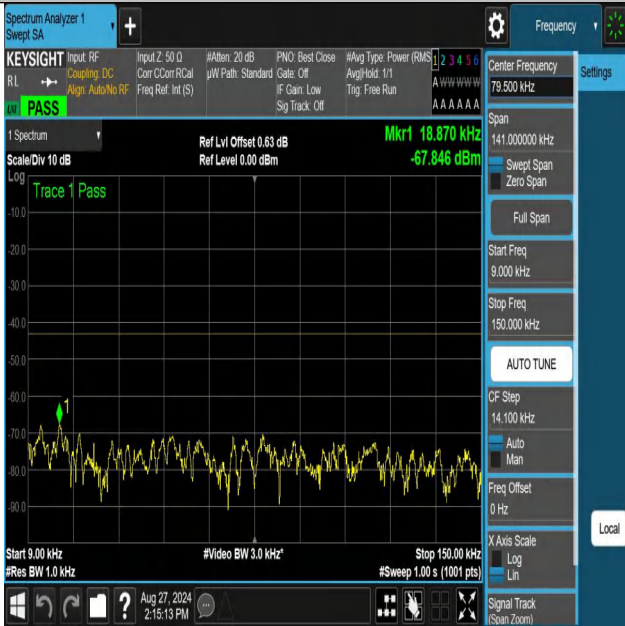 Spectrum Analyzer 1
Swept SA
+
Frequency
KEYSIGHT
RL
PASS
Input: RF
Coupling: DC
Align: Auto/No RF
Input Z: 50 Ω
Corr CCorr RCal
Freq Ref: Int (S)
#Atten: 20 dB
µW Path: Standard
PNO: Best Close
Gate: Off
IF Gain: Low
Sig Track: Off
#Avg Type: Power (RMS
Avg|Hold: 1/1
Trig: Free Run
1 2 3 4 5 6
A W W W W W
A A A A A A
1 Spectrum
Scale/Div 10 dB
Ref Lvl Offset 0.63 dB
Ref Level 0.00 dBm
Mkr1 18.870 kHz
-67.846 dBm
Log
Trace 1 Pass
-10.0
-20.0
-30.0
-40.0
-50.0
-60.0
-70.0
-80.0
-90.0
1
Start 9.00 kHz
#Res BW 1.0 kHz
#Video BW 3.0 kHz*
Stop 150.00 kHz
#Sweep 1.00 s (1001 pts)
Center Frequency
79.500 kHz
Settings
Span
141.000000 kHz
Swept Span
Zero Span
Full Span
Start Freq
9.000 kHz
Stop Freq
150.000 kHz
AUTO TUNE
CF Step
14.100 kHz
Auto
Man
Freq Offset
0 Hz
Local
X Axis Scale
Log
Lin
Signal Track
(Span Zoom)
?
Aug 27, 2024
2:15:13 PM